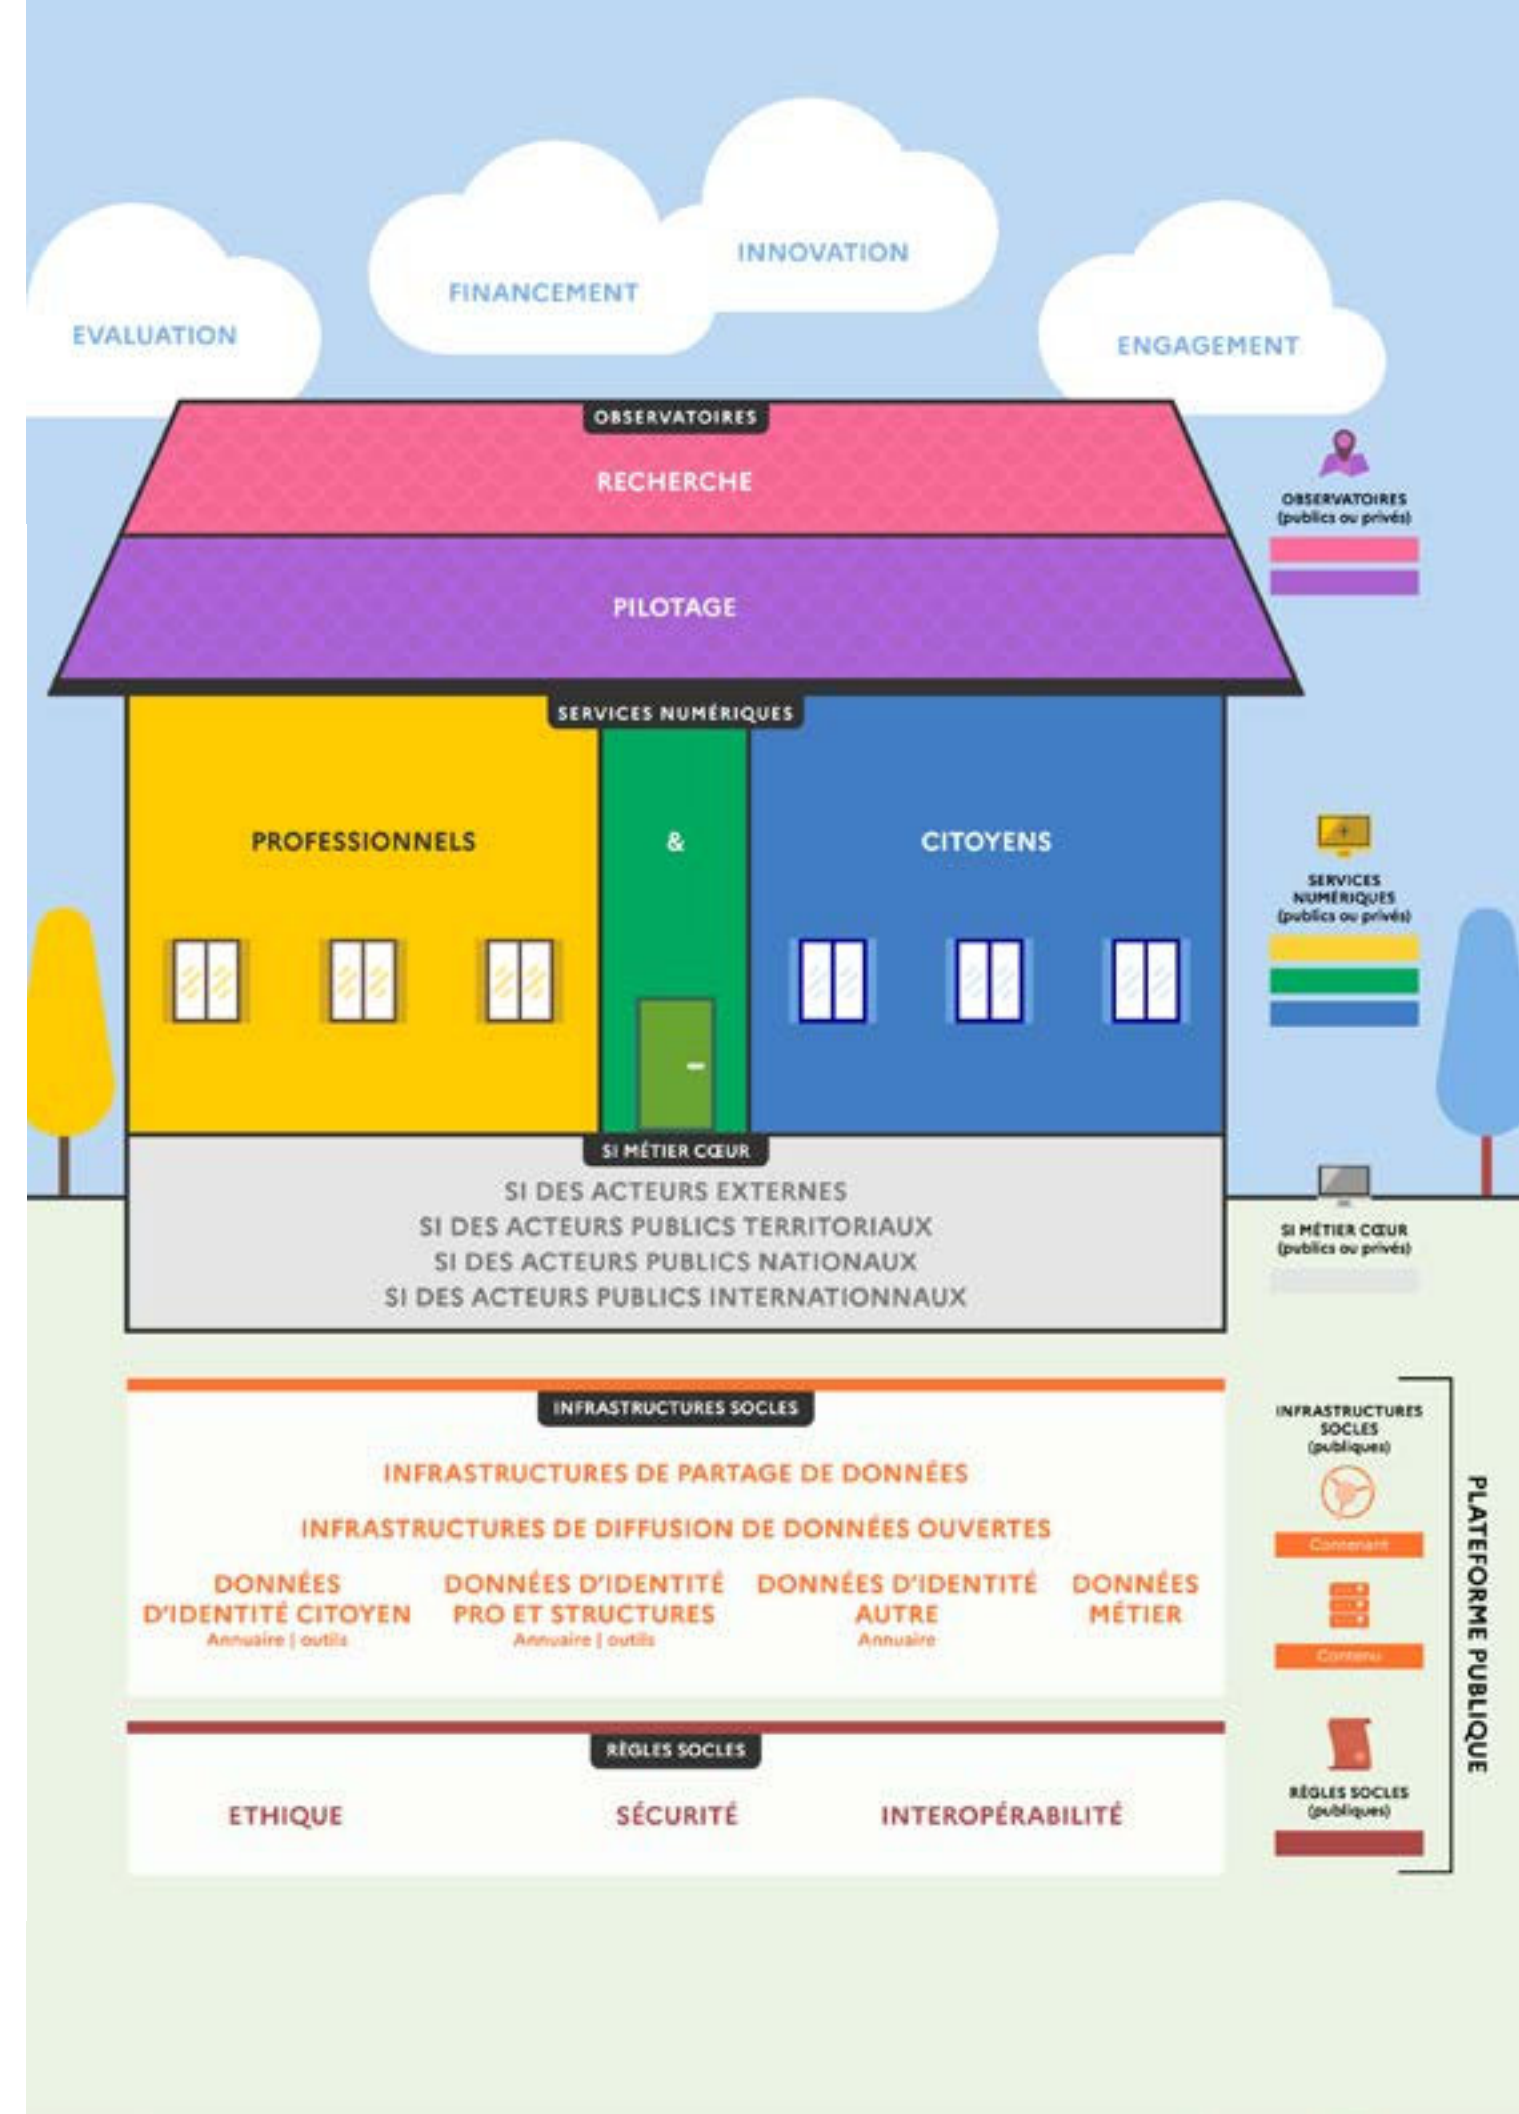 INNOVATION
FINANCEMENT
EVALUATION
ENGAGEMENT
OBSERVATOIRES
RECHERCHE
PILOTAGE
OBSERVATOIRES
(publics ou privés)
SERVICES NUMÉRIQUES
PROFESSIONNELS
&
CITOYENS
SERVICES
NUMÉRIQUES
(publics ou privés)
SI MÉTIER CŒUR
SI DES ACTEURS EXTERNES
SI DES ACTEURS PUBLICS TERRITORIAUX
SI DES ACTEURS PUBLICS NATIONAUX
SI DES ACTEURS PUBLICS INTERNATIONNAUX
SI MÉTIER CŒUR
(publics ou privés)
INFRASTRUCTURES SOCLES
INFRASTRUCTURES DE PARTAGE DE DONNÉES
INFRASTRUCTURES DE DIFFUSION DE DONNÉES OUVERTES
DONNÉES
D'IDENTITÉ CITOYEN
Annuaire | outils
DONNÉES D'IDENTITÉ
PRO ET STRUCTURES
Annuaire | outils
DONNÉES D'IDENTITÉ
AUTRE
Annuaire
DONNÉES
MÉTIER
INFRASTRUCTURES
SOCLES
(publiques)
Contenant
Contenu
RÈGLES SOCLES
ETHIQUE
SÉCURITÉ
INTEROPÉRABILITÉ
RÈGLES SOCLES
(publiques)
PLATEFORME PUBLIQUE